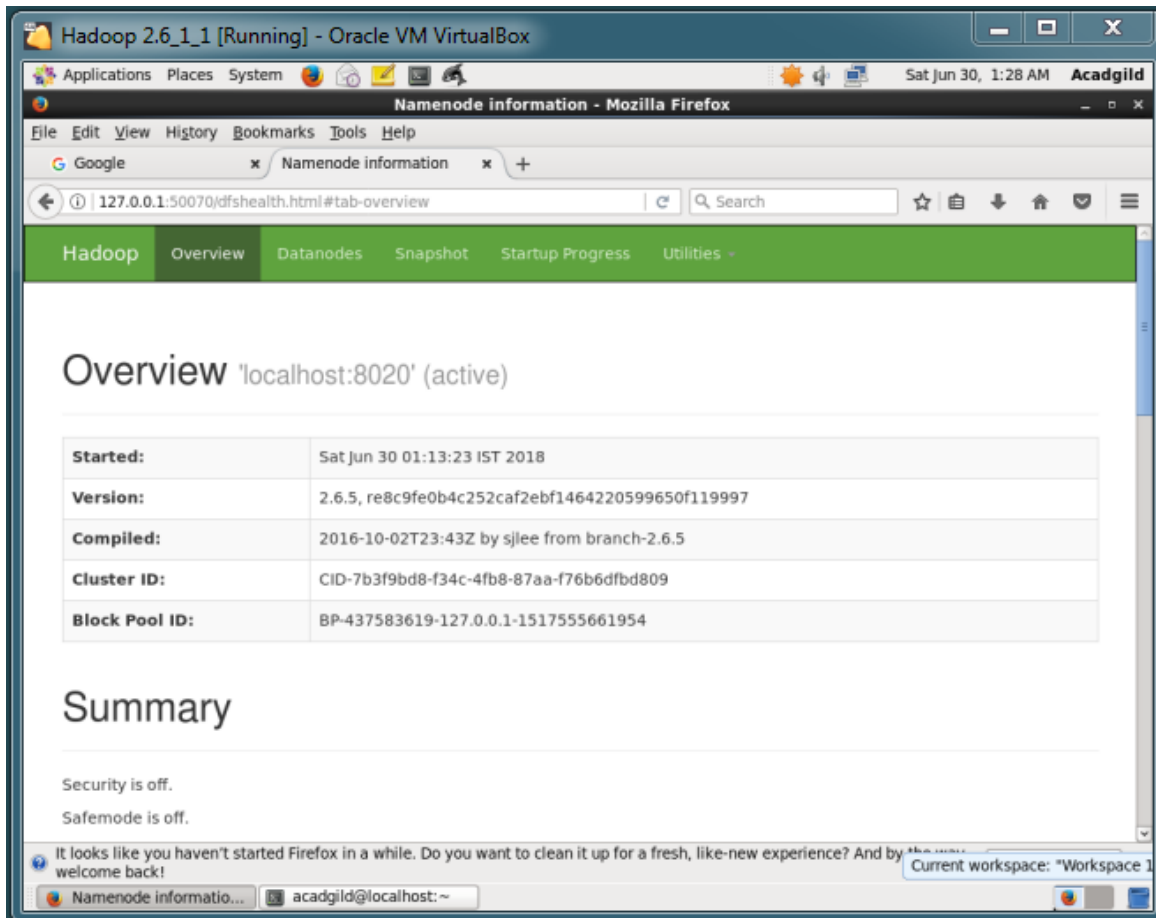 Hadoop 2.6_1_1 [Running] - Oracle VM VirtualBox
Applications Places System Sat Jun 30, 1:28 AM Acadgild
Namenode information - Mozilla Firefox
File Edit View History Bookmarks Tools Help
Google Namenode information
127.0.0.1:50070/dfshealth.html#tab-overview Search
Hadoop Overview Datanodes Snapshot Startup Progress Utilities
Overview 'localhost:8020' (active)
Started: Sat Jun 30 01:13:23 IST 2018
Version: 2.6.5, re8c9fe0b4c252caf2ebf1464220599650f119997
Compiled: 2016-10-02T23:43Z by sjlee from branch-2.6.5
Cluster ID: CID-7b3f9bd8-f34c-4fb8-87aa-f76b6dfbd809
Block Pool ID: BP-437583619-127.0.0.1-1517555661954
Summary
Security is off.
Safemode is off.
It looks like you haven't started Firefox in a while. Do you want to clean it up for a fresh, like-new experience? And by the way,
welcome back!
Current workspace: "Workspace 1
Namenode informatio... acadgild@localhost:~